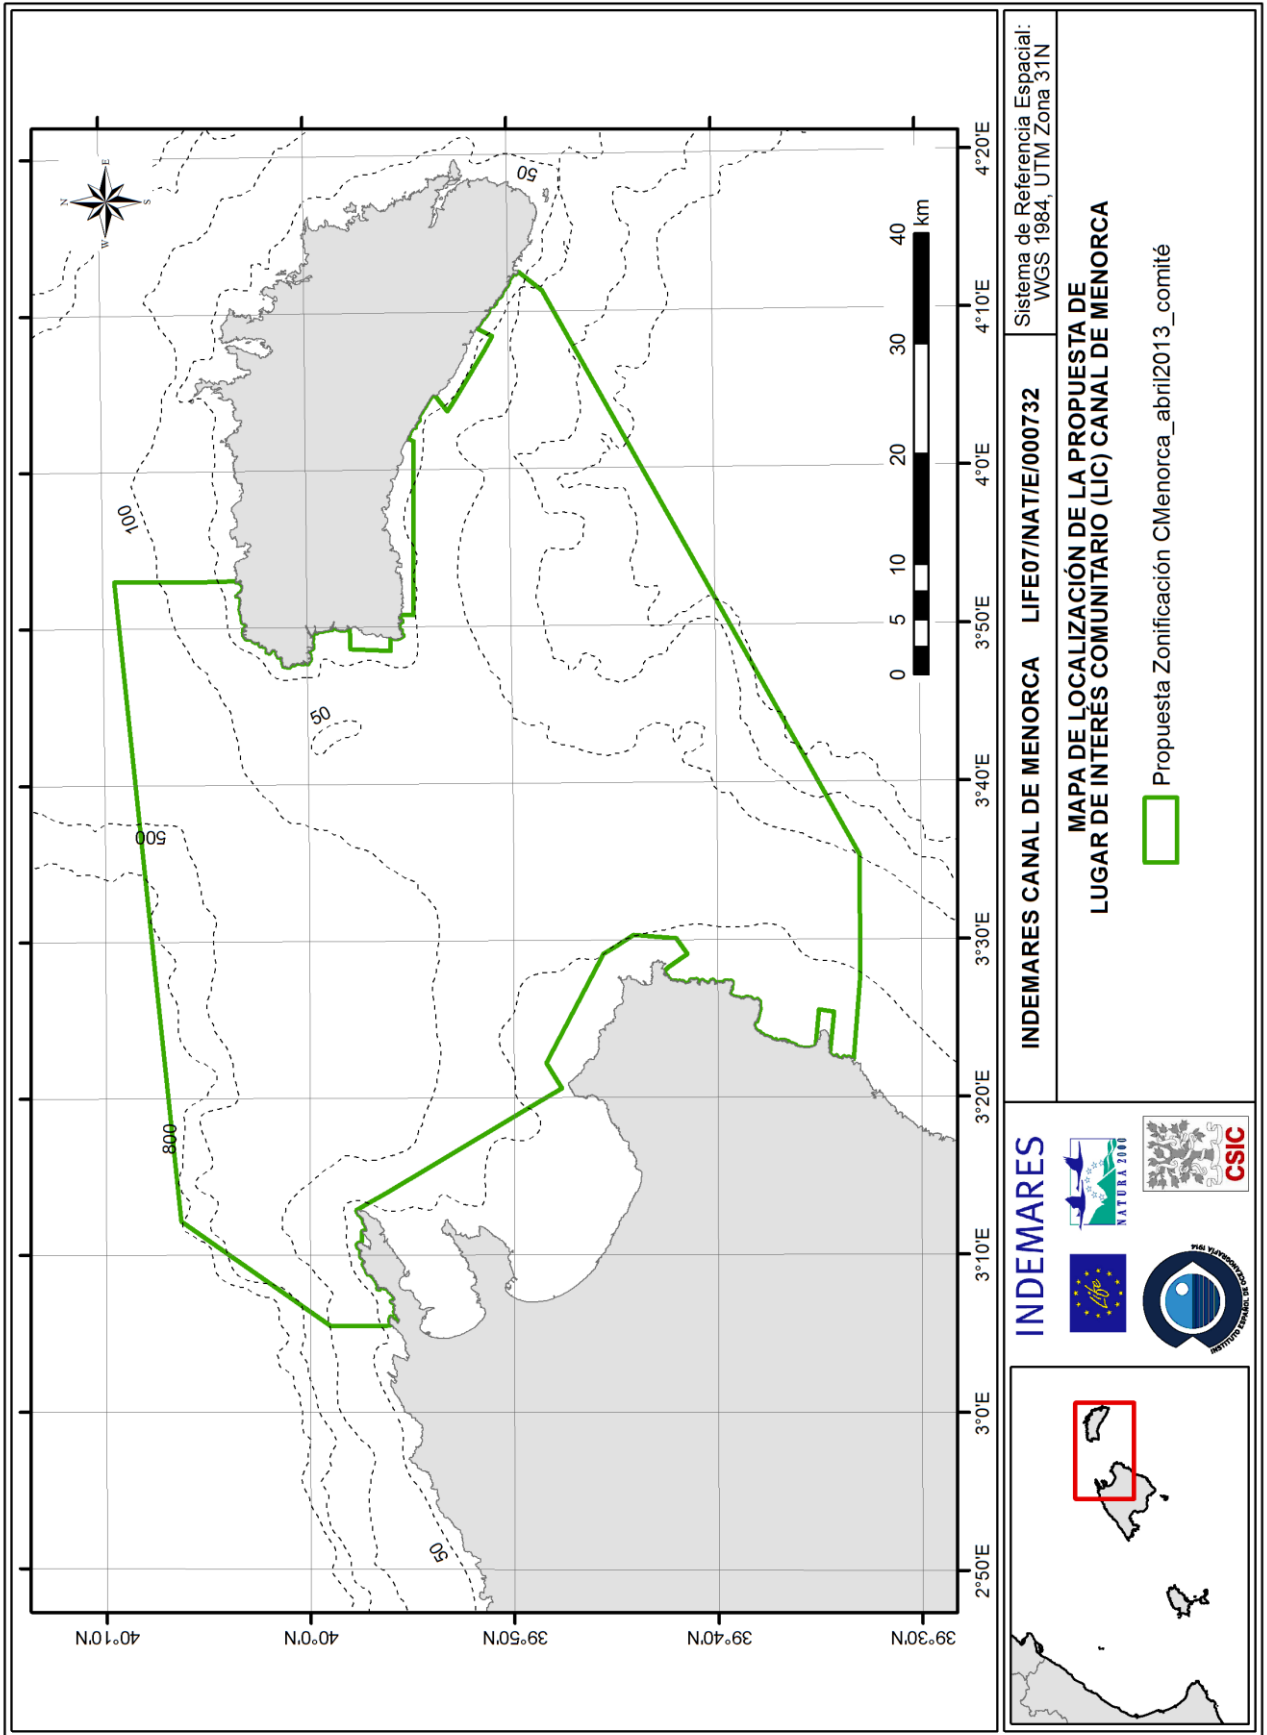 N
W
E
S
100
50
50
500
800
50
40°10'N
40°0'N
39°50'N
39°40'N
39°30'N
2°50'E
3°0'E
3°10'E
3°20'E
3°30'E
3°40'E
3°50'E
4°0'E
4°10'E
4°20'E
0
5
10
20
30
40
km
INDEMARES
Life
NATURA 2000
INSTITUTO ESPAÑOL DE OCEANOGRAFÍA 1914
CSIC
INDEMARES CANAL DE MENORCA LIFE07/NAT/E/000732
Sistema de Referencia Espacial:
WGS 1984, UTM Zona 31N
MAPA DE LOCALIZACIÓN DE LA PROPUESTA DE
LUGAR DE INTERÉS COMUNITARIO (LIC) CANAL DE MENORCA
Propuesta Zonificación CMenorca_abril2013_comité